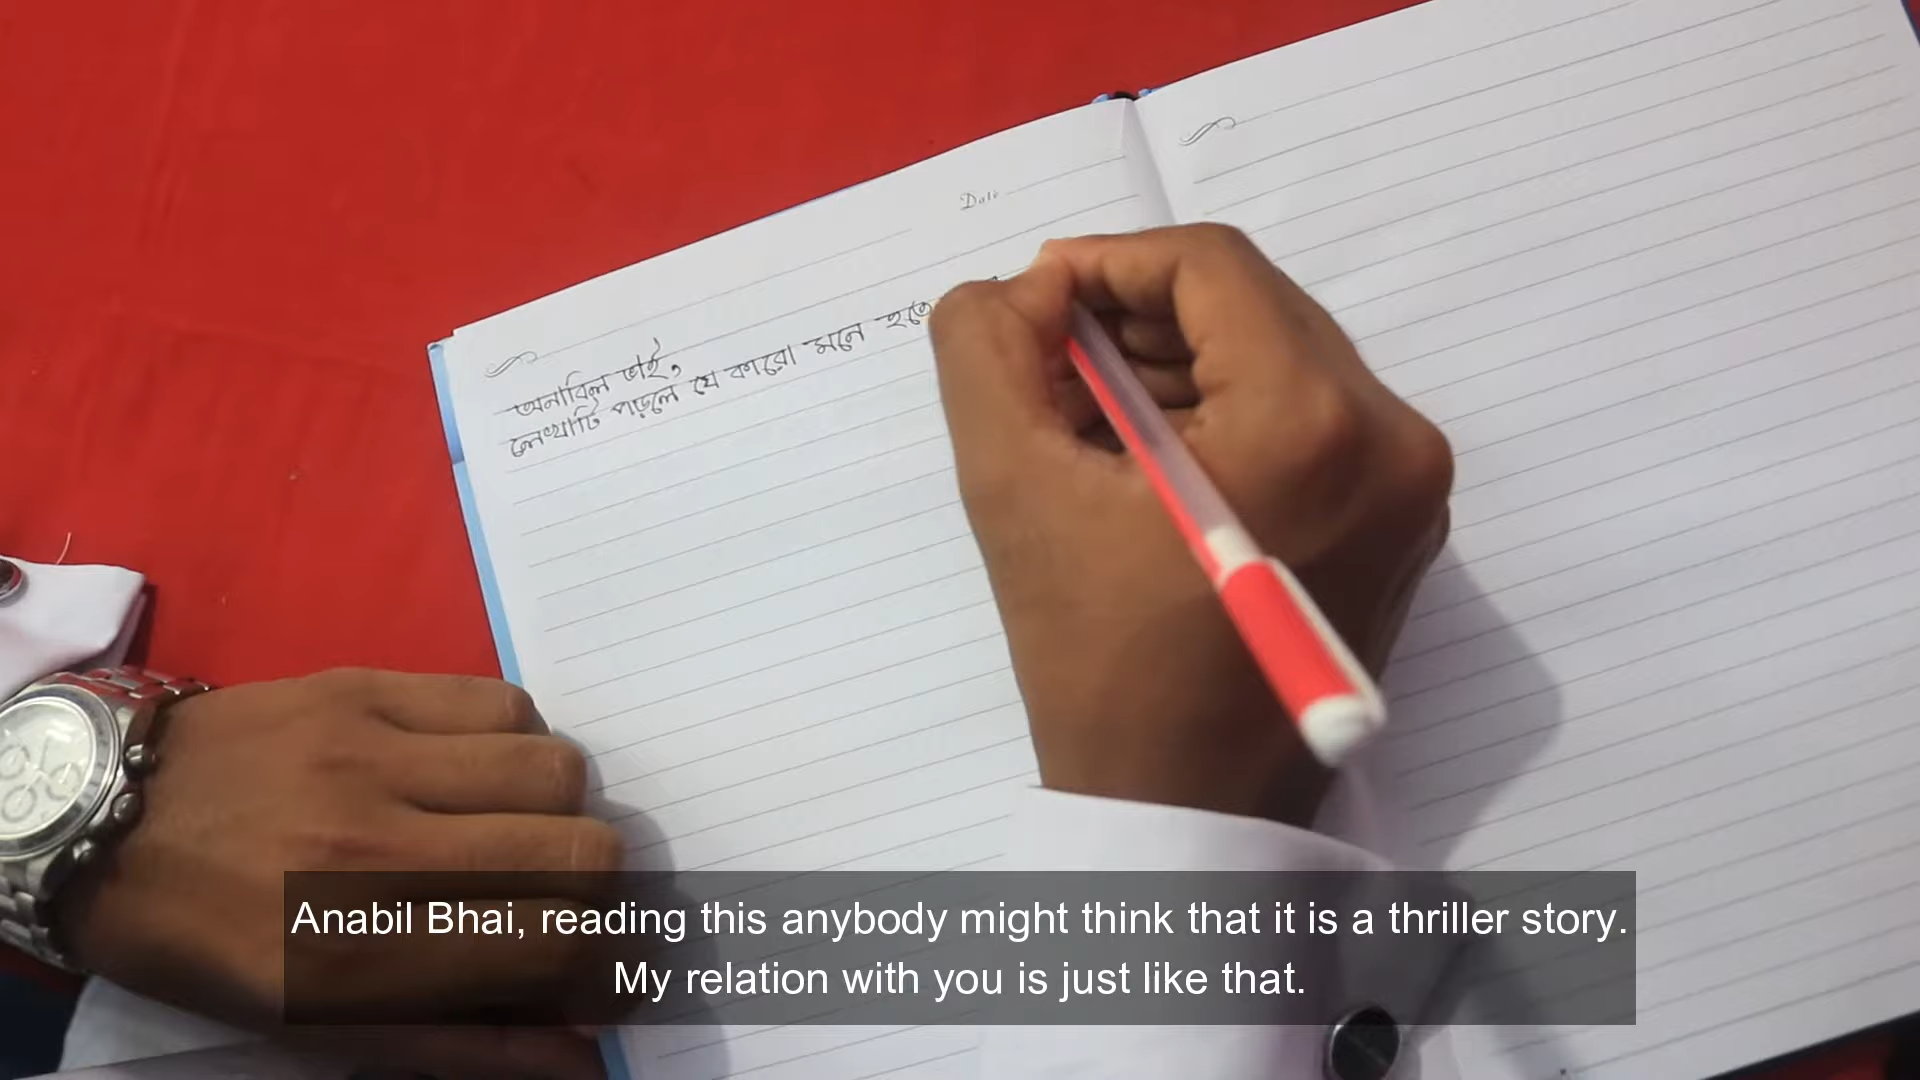 Date
অনাবিল ভাই,
লেখাটি পড়লে যে কারো মনে হতে
Anabil Bhai, reading this anybody might think that it is a thriller story.
My relation with you is just like that.